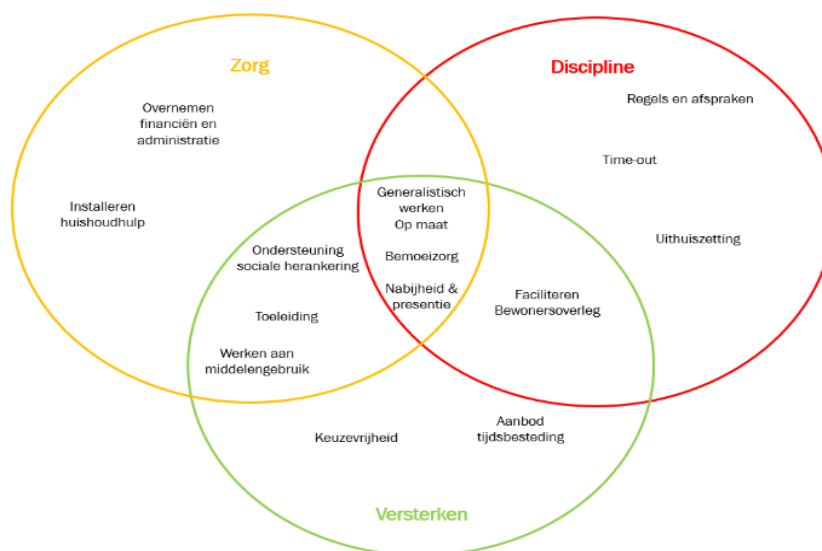 Zorg
Discipline
Overnemen
financiën en
administratie
Regels en afspraken
Time-out
Installeren
huishoudhulp
Generalistisch
werken
Op maat
Uithuiszetting
Ondersteuning
sociale herankering
Bemoeizorg
Nabijheid &
presentie
Faciliteren
Bewonersoverleg
Toeleiding
Werken aan
middelengebruik
Keuzevrijheid
Aanbod
tijdsbesteding
Versterken